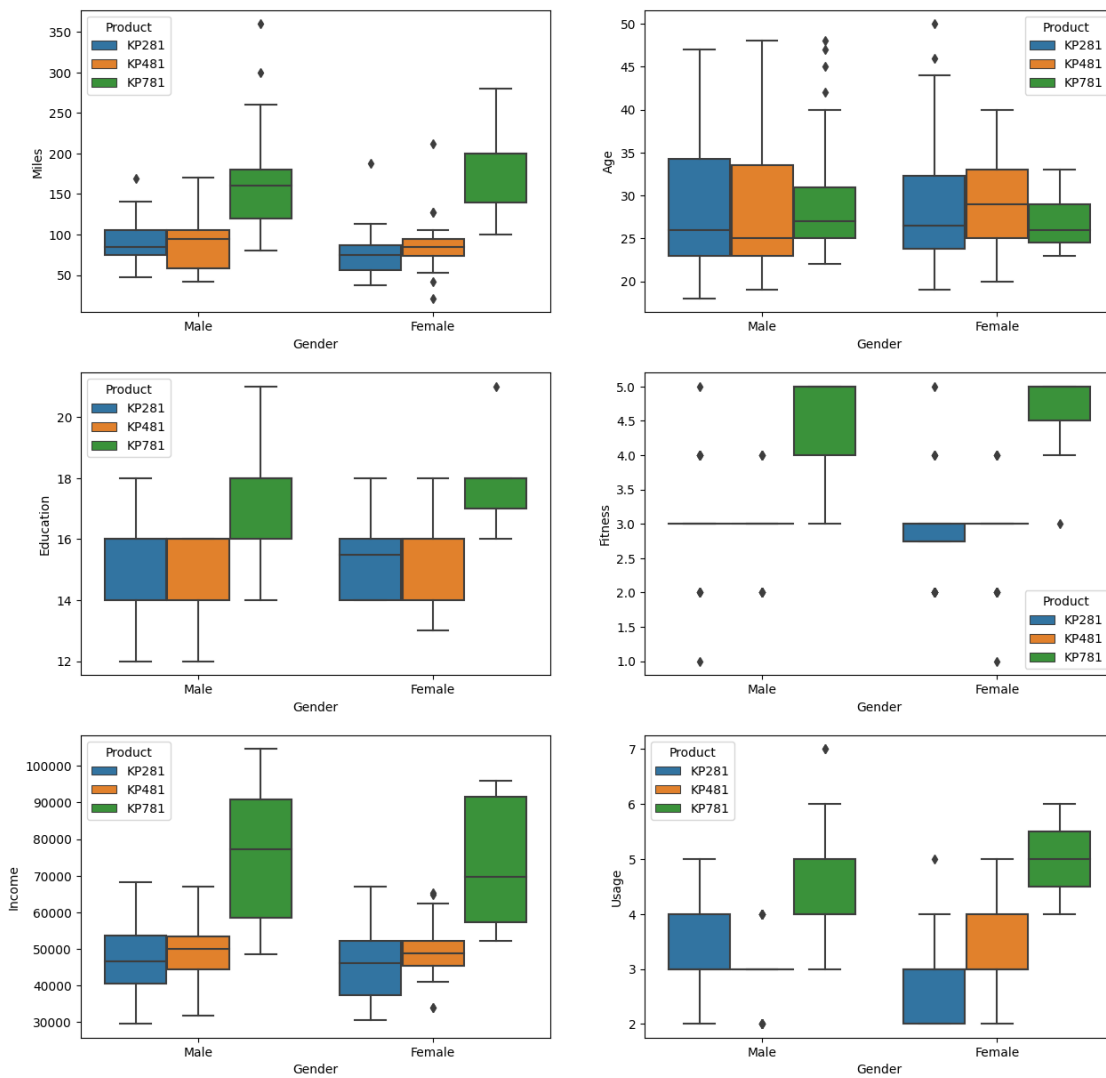 Product
KP281
KP481
KP781
350
300
250
200
150
100
50
Miles
Male
Female
Gender
Product
KP281
KP481
KP781
50
45
40
35
30
25
20
Age
Male
Female
Gender
Product
KP281
KP481
KP781
20
18
16
14
12
Education
Male
Female
Gender
5.0
4.5
4.0
3.5
3.0
2.5
2.0
1.5
1.0
Fitness
Product
KP281
KP481
KP781
Male
Female
Gender
Product
KP281
KP481
KP781
100000
90000
80000
70000
60000
50000
40000
30000
Income
Male
Female
Gender
Product
KP281
KP481
KP781
7
6
5
4
3
2
Usage
Male
Female
Gender